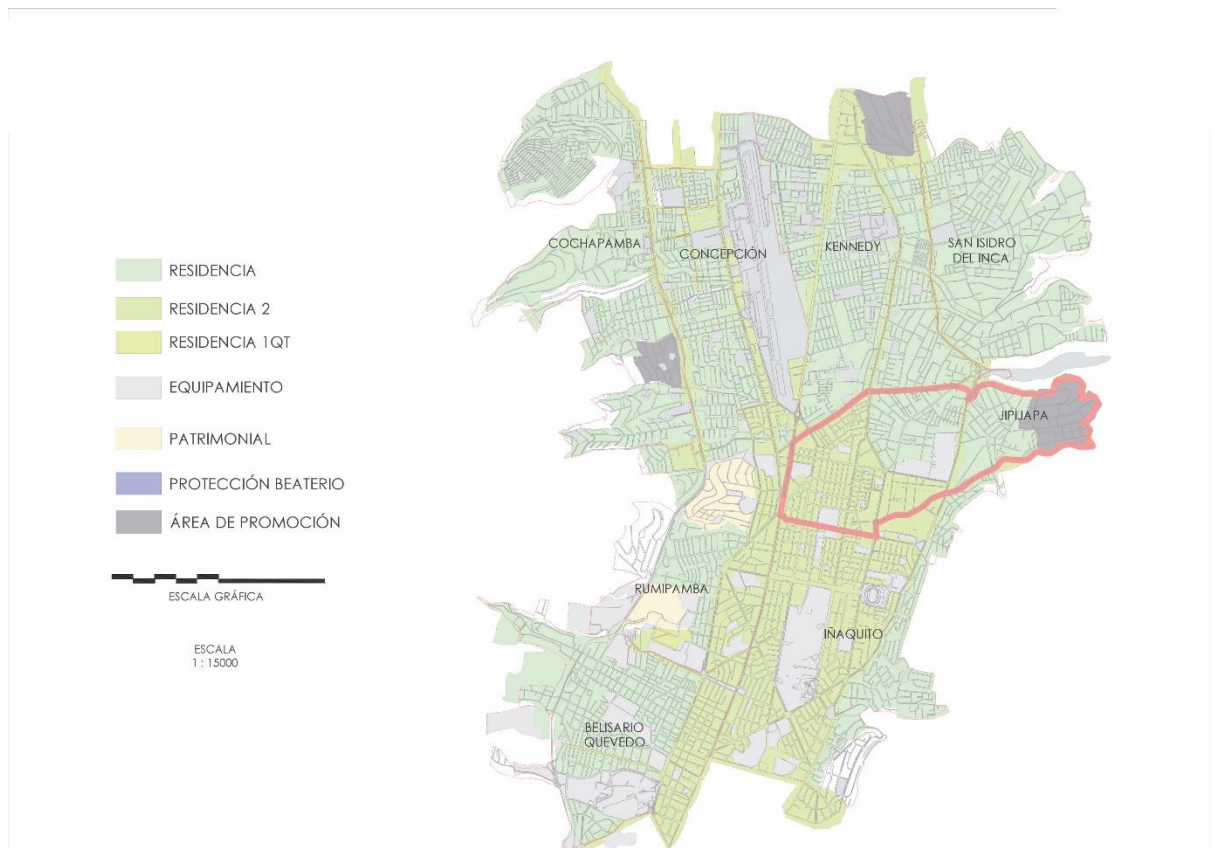 COCHAPAMBA
CONCEPCIÓN
KENNEDY
SAN ISIDRO
DEL INCA
JIPIJAPA
RUMIPAMBA
IÑAQUITO
BELISARIO
QUEVEDO
RESIDENCIA
RESIDENCIA 2
RESIDENCIA 1QT
EQUIPAMIENTO
PATRIMONIAL
PROTECCIÓN BEATERIO
ÁREA DE PROMOCIÓN
ESCALA GRÁFICA
ESCALA
1 : 15000